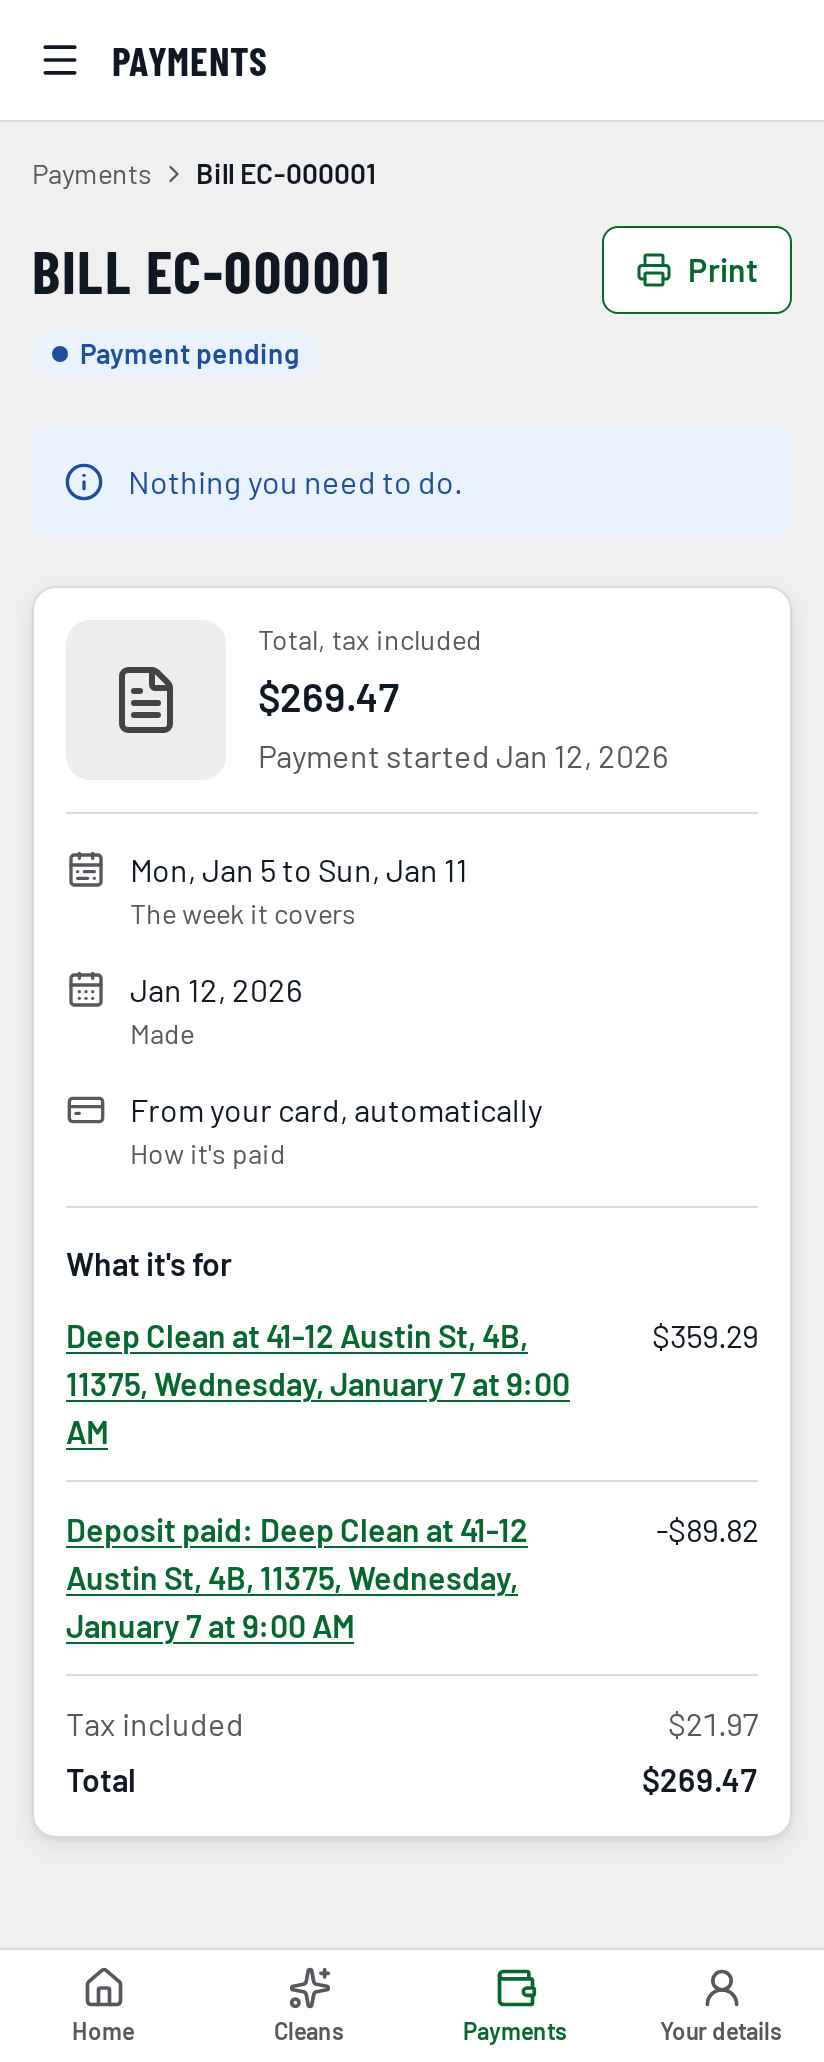 PAYMENTS
Payments > Bill EC-000001
BILL EC-000001
Print
Payment pending
Nothing you need to do.
Total, tax included
$269.47
Payment started Jan 12, 2026
Mon, Jan 5 to Sun, Jan 11
The week it covers
Jan 12, 2026
Made
From your card, automatically
How it's paid
What it's for
Deep Clean at 41-12 Austin St, 4B, $359.29
11375, Wednesday, January 7 at 9:00
AM
Deposit paid: Deep Clean at 41-12 -$89.82
Austin St, 4B, 11375, Wednesday,
January 7 at 9:00 AM
Tax included $21.97
Total $269.47
Home Cleans Payments Your details